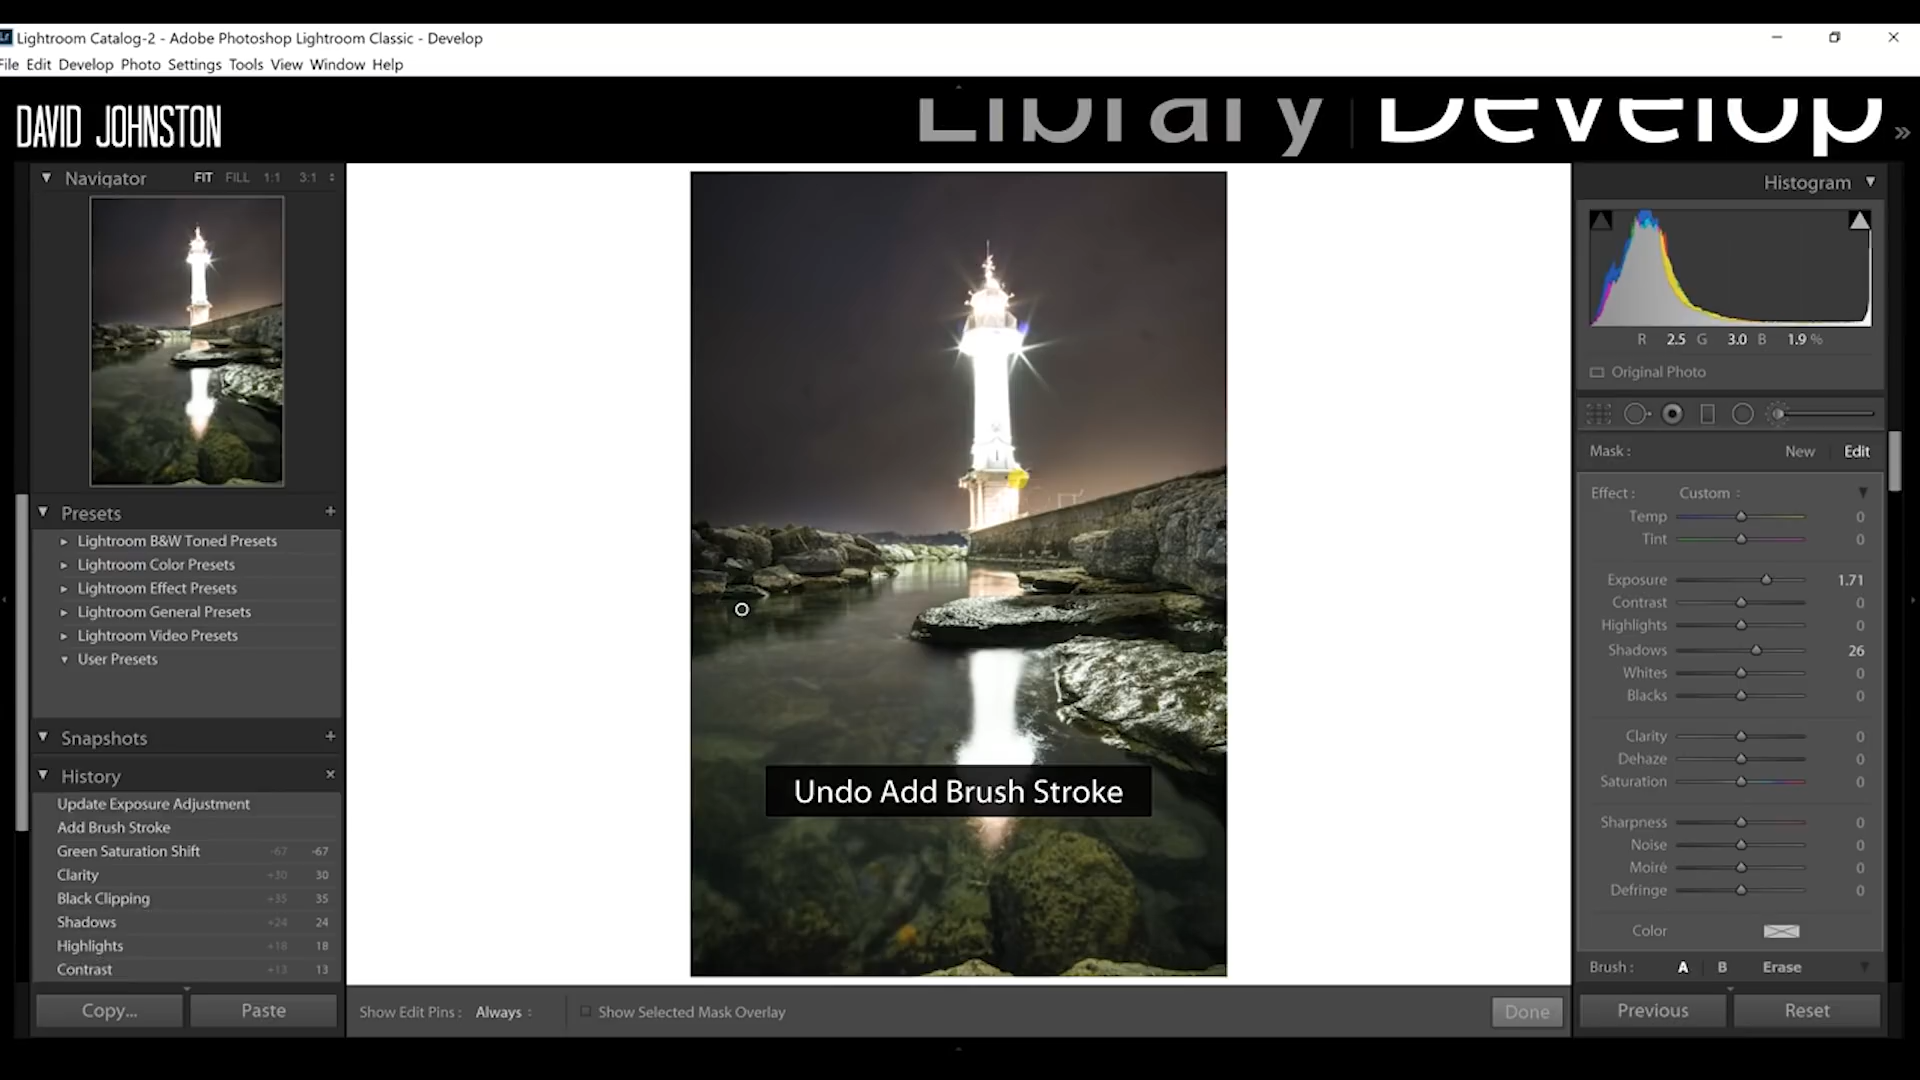 Lightroom Catalog-2 - Adobe Photoshop Lightroom Classic - Develop
File Edit Develop Photo Settings Tools View Window Help
DAVID JOHNSTON
Library | Develop »
Navigator FIT FILL 1:1 3:1
Presets +
Lightroom B&W Toned Presets
Lightroom Color Presets
Lightroom Effect Presets
Lightroom General Presets
Lightroom Video Presets
User Presets
Snapshots +
History ×
Update Exposure Adjustment
Add Brush Stroke
Green Saturation Shift -67 -67
Clarity +30 30
Black Clipping +35 35
Shadows +24 24
Highlights +18 18
Contrast +13 13
Copy... Paste
Undo Add Brush Stroke
Show Edit Pins : Always :
Show Selected Mask Overlay
Done
Histogram
R 2.5 G 3.0 B 1.9 %
Original Photo
Mask : New Edit
Effect : Custom :
Temp 0
Tint 0
Exposure 1.71
Contrast 0
Highlights 0
Shadows 26
Whites 0
Blacks 0
Clarity 0
Dehaze 0
Saturation 0
Sharpness 0
Noise 0
Moiré 0
Defringe 0
Color
Brush : A B Erase
Previous Reset